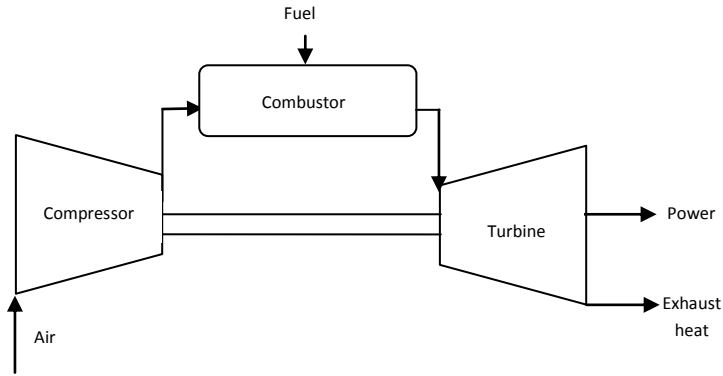 Fuel
Combustor
Compressor
Turbine
Power
Exhaust
heat
Air